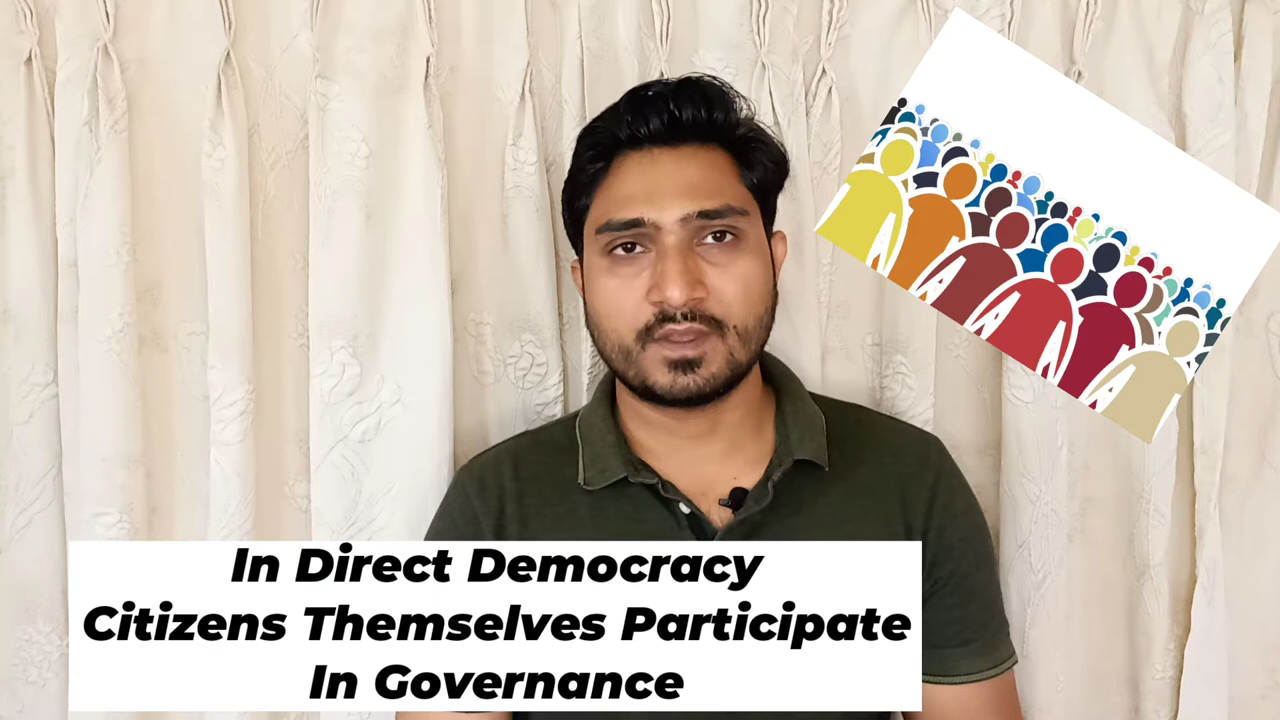 In Direct Democracy
Citizens Themselves Participate
In Governance